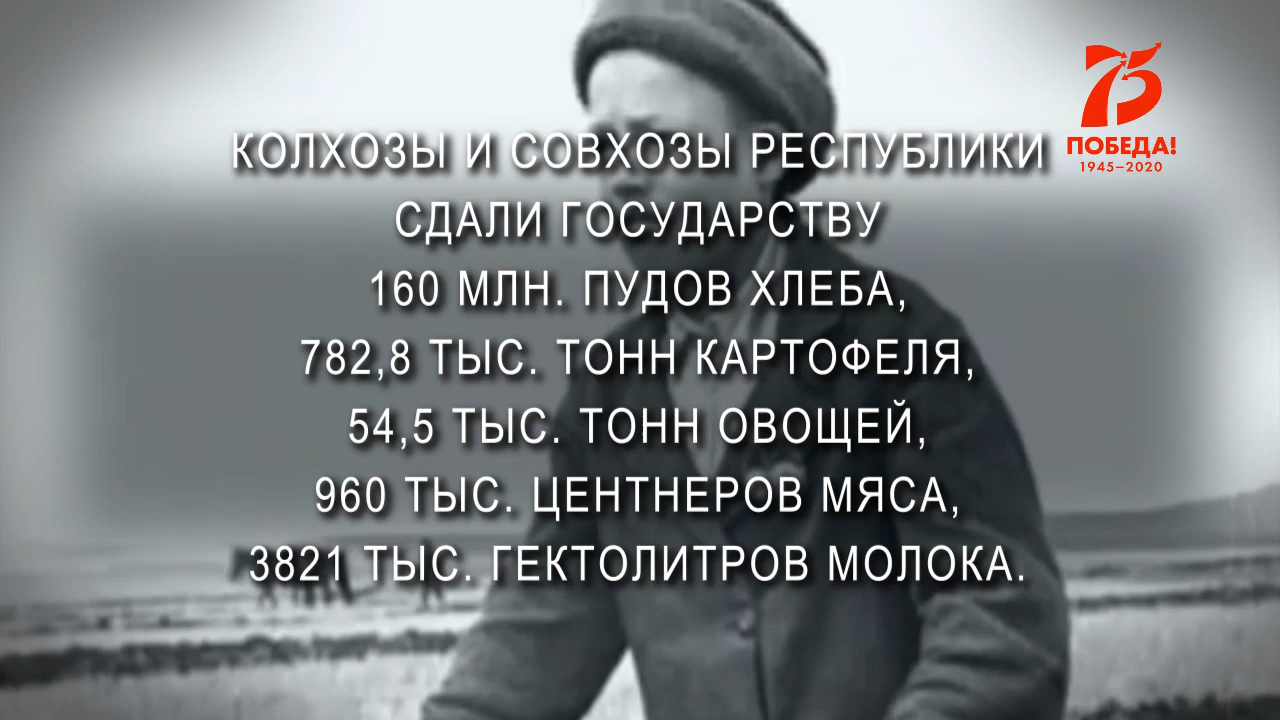 75
ПОБЕДА!
1945–2020
КОЛХОЗЫ И СОВХОЗЫ РЕСПУБЛИКИ
СДАЛИ ГОСУДАРСТВУ
160 МЛН. ПУДОВ ХЛЕБА,
782,8 ТЫС. ТОНН КАРТОФЕЛЯ,
54,5 ТЫС. ТОНН ОВОЩЕЙ,
960 ТЫС. ЦЕНТНЕРОВ МЯСА,
3821 ТЫС. ГЕКТОЛИТРОВ МОЛОКА.